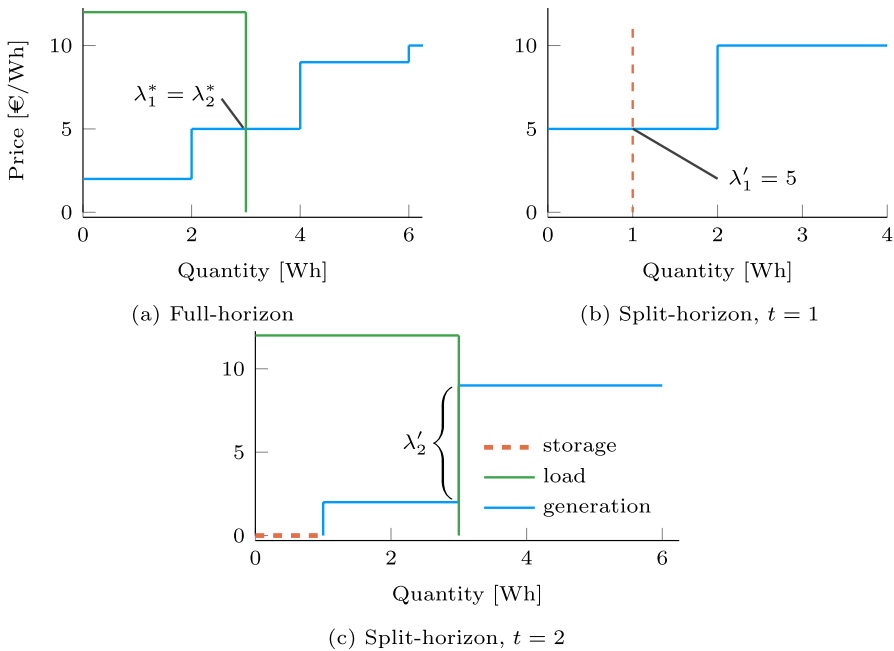 10
5
0
Price [€/Wh]
λ₁* = λ₂*
0 2 4 6
Quantity [Wh]
(a) Full-horizon
10
5
0
λ′₁ = 5
0 1 2 3 4
Quantity [Wh]
(b) Split-horizon, t = 1
10
5
0
λ′₂
storage
load
generation
0 2 4 6
Quantity [Wh]
(c) Split-horizon, t = 2